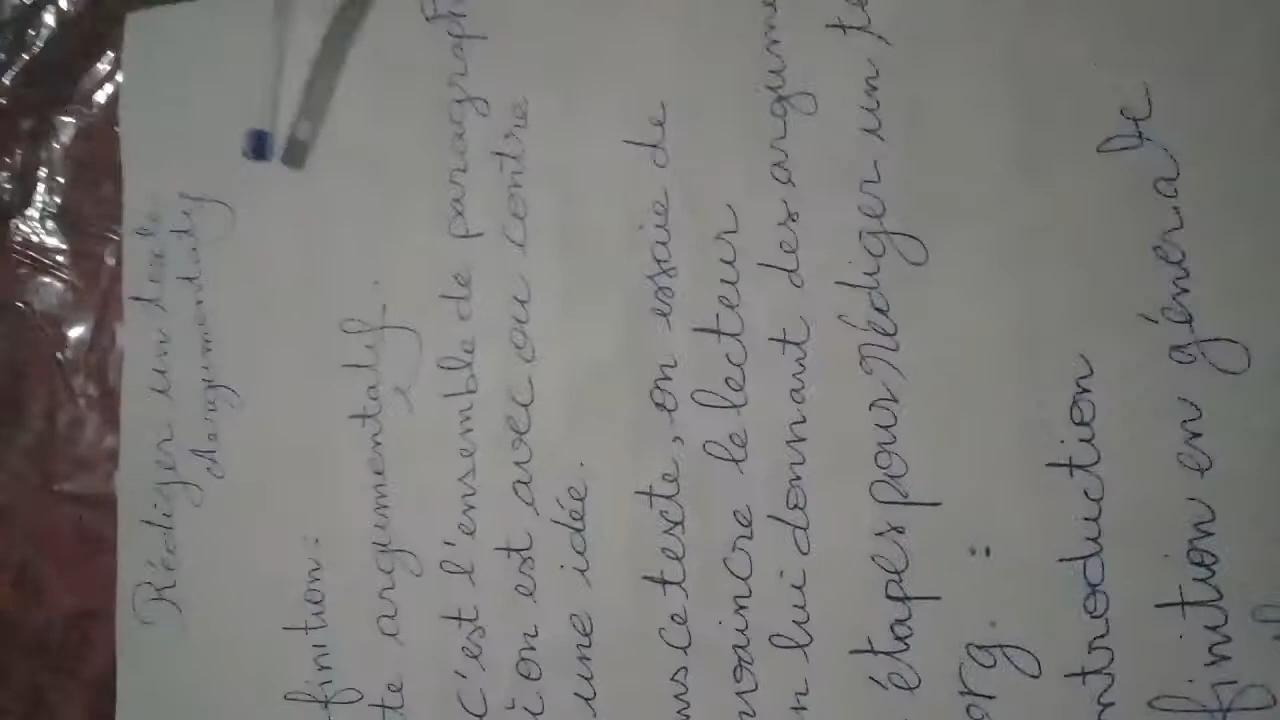 Rédiger un texte
Argumentatif
finition:
te argumentatif.
c'est l'ensemble de paragraph
i on est avec ou contre
une idée.
ns ce texte, on essaie de
nvaincre le lecteur
n lui donnant des argume
étapes pour Rédiger un te
org. :
ntroduction
finition en général de